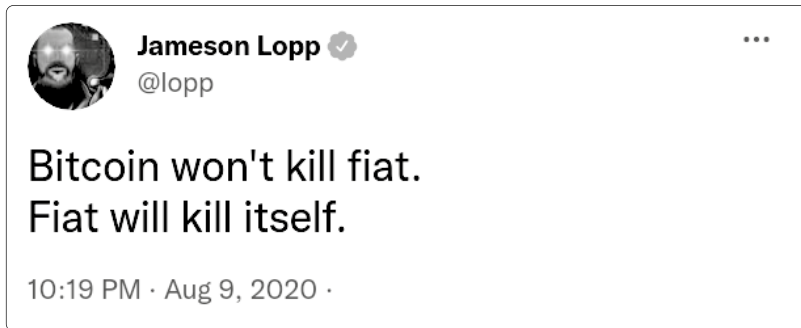 Jameson Lopp
@lopp
Bitcoin won't kill fiat.
Fiat will kill itself.
10:19 PM · Aug 9, 2020 ·